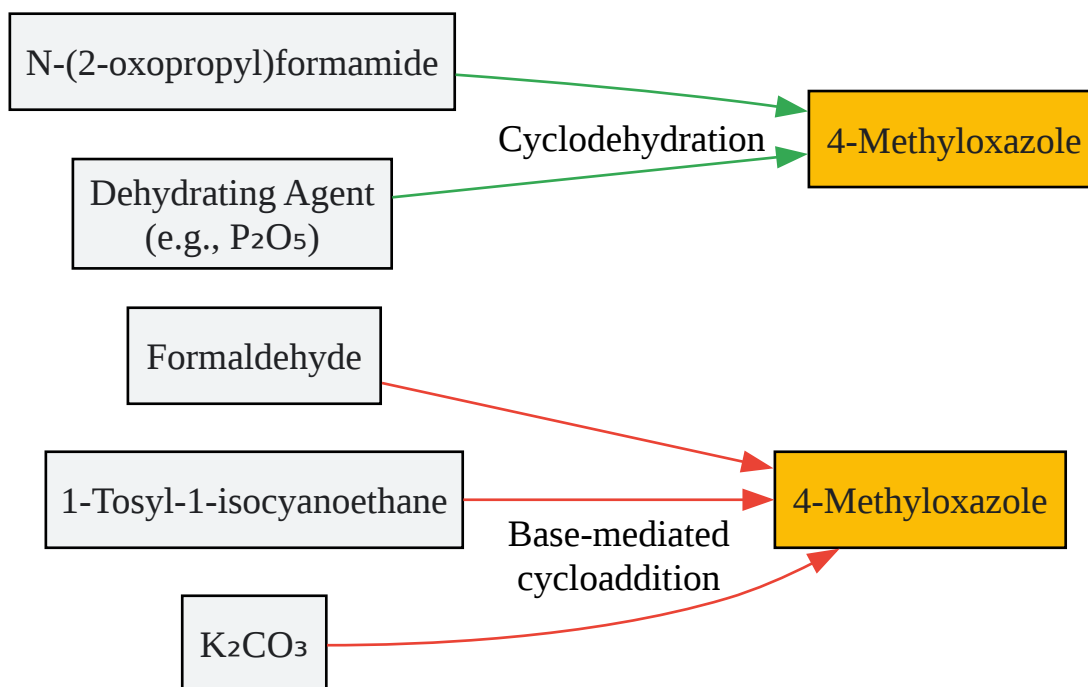 N-(2-oxopropyl)formamide
4-Methyloxazole
Cyclodehydration
Dehydrating Agent
(e.g., P₂O₅)
Formaldehyde
1-Tosyl-1-isocyanoethane
4-Methyloxazole
Base-mediated
cycloaddition
K₂CO₃